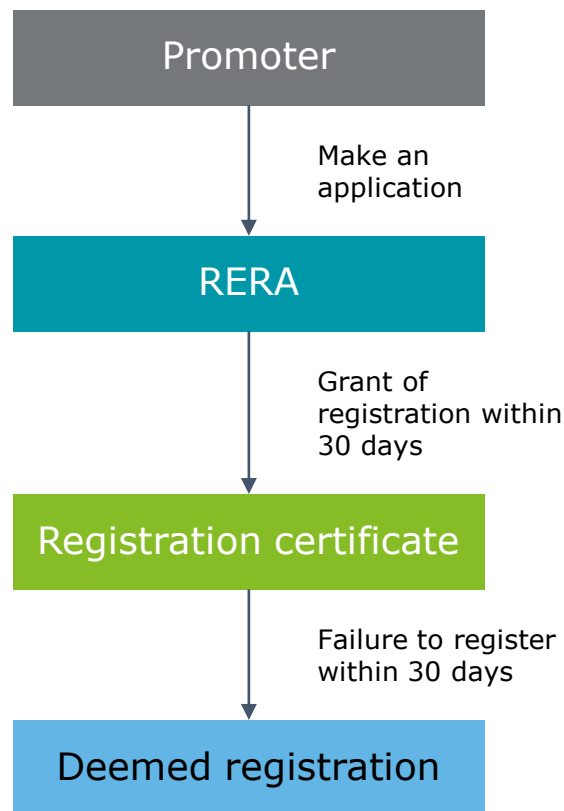 Promoter
Make an
application
RERA
Grant of
registration within
30 days
Registration certificate
Failure to register
within 30 days
Deemed registration